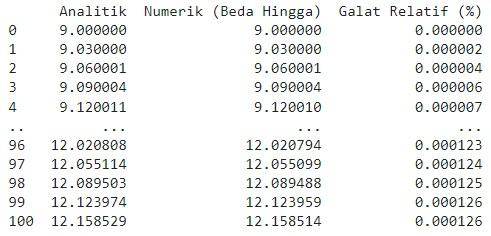 Analitik Numerik (Beda Hingga) Galat Relatif (%)
0 9.000000 9.000000 0.000000
1 9.030000 9.030000 0.000002
2 9.060001 9.060001 0.000004
3 9.090004 9.090004 0.000006
4 9.120011 9.120010 0.000007
.. ... ... ...
96 12.020808 12.020794 0.000123
97 12.055114 12.055099 0.000124
98 12.089503 12.089488 0.000125
99 12.123974 12.123959 0.000126
100 12.158529 12.158514 0.000126